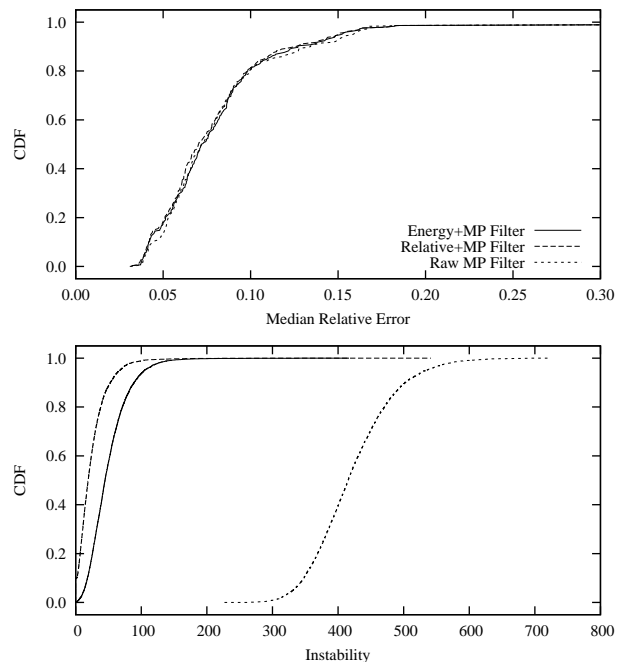 1.0
0.8
0.6
0.4
0.2
0.0
CDF
Energy+MP Filter
Relative+MP Filter
Raw MP Filter
0.00 0.05 0.10 0.15 0.20 0.25 0.30
Median Relative Error
1.0
0.8
0.6
0.4
0.2
0.0
CDF
0 100 200 300 400 500 600 700 800
Instability